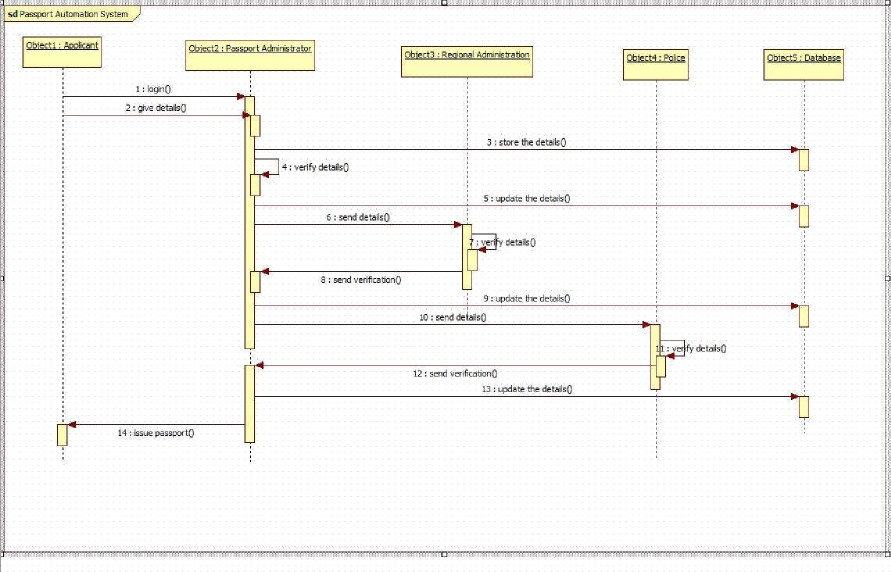 sd Passport Automation System
Object1 : Applicant
Object2 : Passport Administrator
Object3 : Regional Administration
Object4 : Police
Object5 : Database
1 : login()
2 : give details()
3 : store the details()
4 : verify details()
5 : update the details()
6 : send details()
7 : verify details()
8 : send verification()
9 : update the details()
10 : send details()
11 : verify details()
12 : send verification()
13 : update the details()
14 : issue passport()